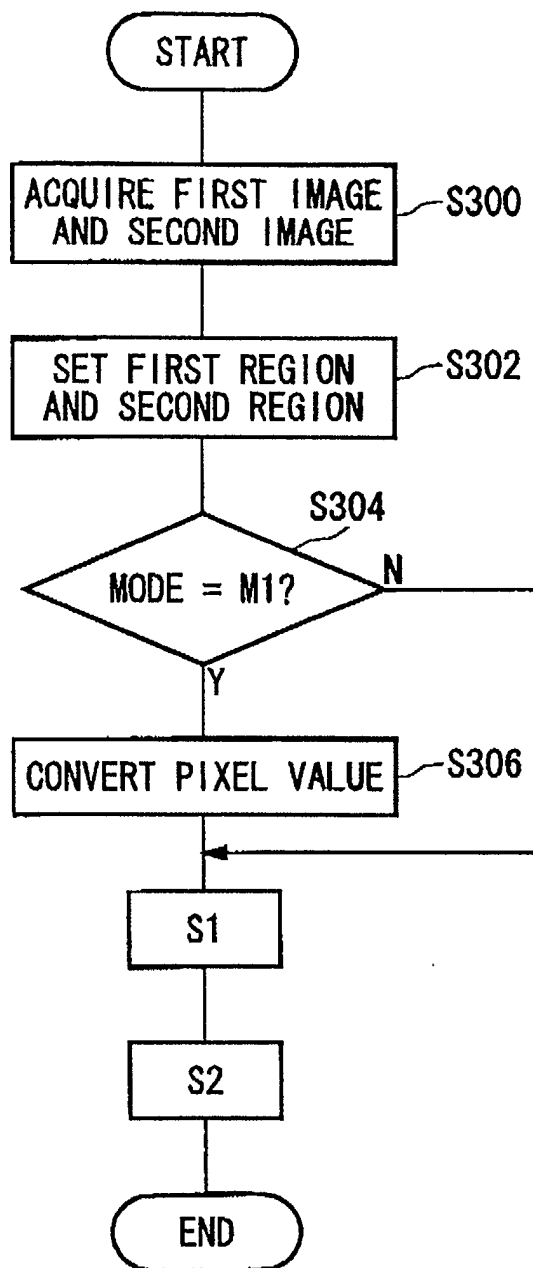 START
ACQUIRE FIRST IMAGE
AND SECOND IMAGE
S300
SET FIRST REGION
AND SECOND REGION
S302
S304
MODE = M1?
N
Y
CONVERT PIXEL VALUE
S306
S1
S2
END